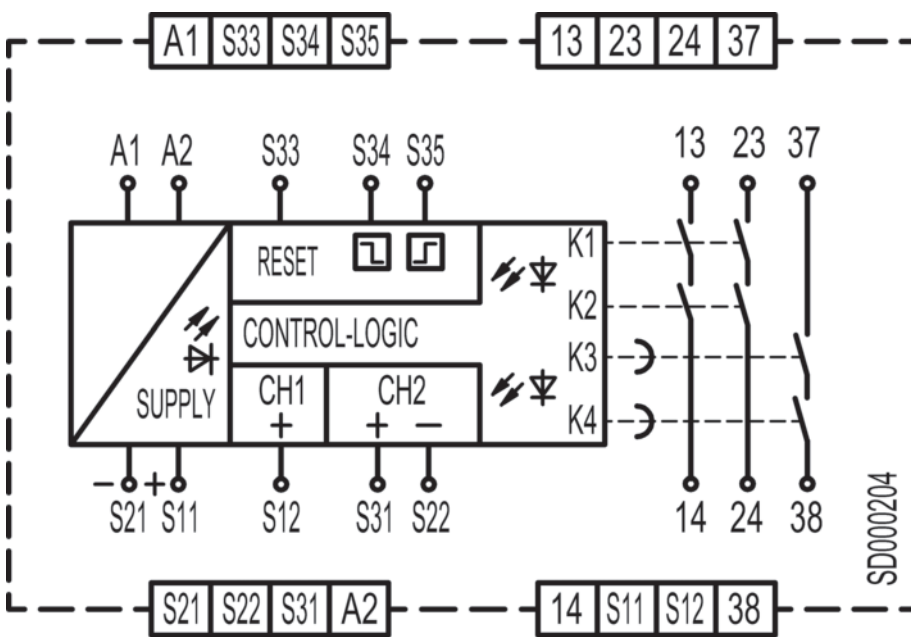 A1 S33 S34 S35 13 23 24 37
A1 A2 S33 S34 S35 13 23 37
RESET K1
K2
CONTROL-LOGIC
K3
CH1 CH2
SUPPLY K4
+ + −
− + 
S21 S11 S12 S31 S22 14 24 38
SD000204
S21 S22 S31 A2 14 S11 S12 38